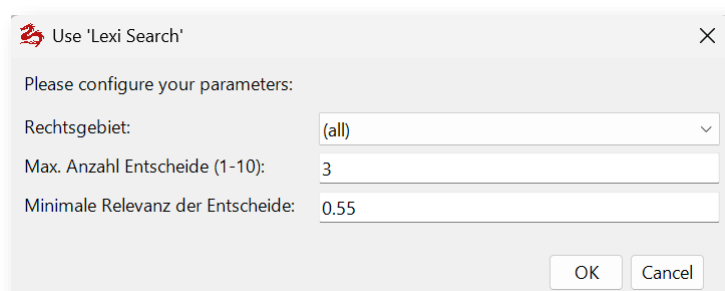 Use 'Lexi Search'
Please configure your parameters:
Rechtsgebiet: (all)
Max. Anzahl Entscheide (1-10): 3
Minimale Relevanz der Entscheide: 0.55
OK Cancel